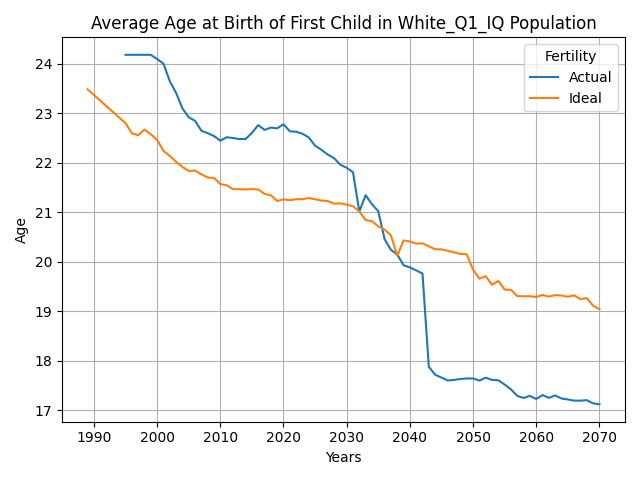 Average Age at Birth of First Child in White_Q1_IQ Population
Fertility
Actual
Ideal
Age
24
23
22
21
20
19
18
17
1990
2000
2010
2020
2030
2040
2050
2060
2070
Years